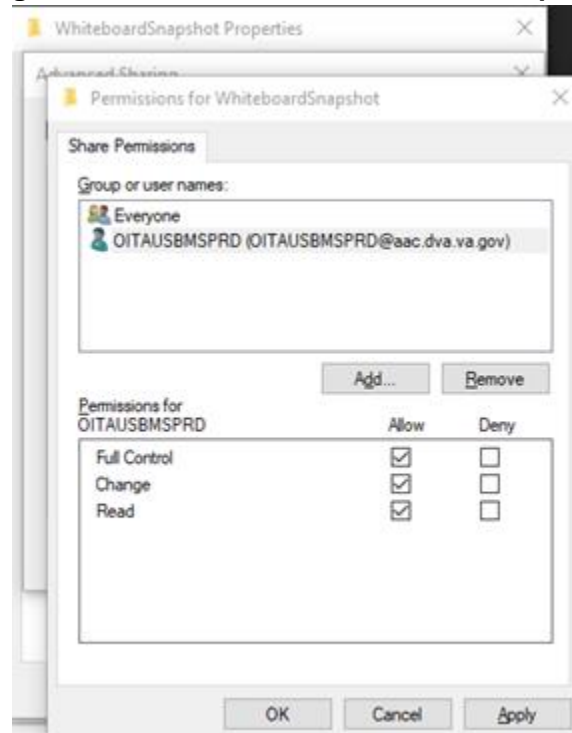 WhiteboardSnapshot Properties
Advanced Sharing
Permissions for WhiteboardSnapshot
Share Permissions
Group or user names:
Everyone
OITAUSBMSPRD (OITAUSBMSPRD@aac.dva.va.gov)
Add... Remove
Permissions for
OITAUSBMSPRD Allow Deny
Full Control
Change
Read
OK Cancel Apply